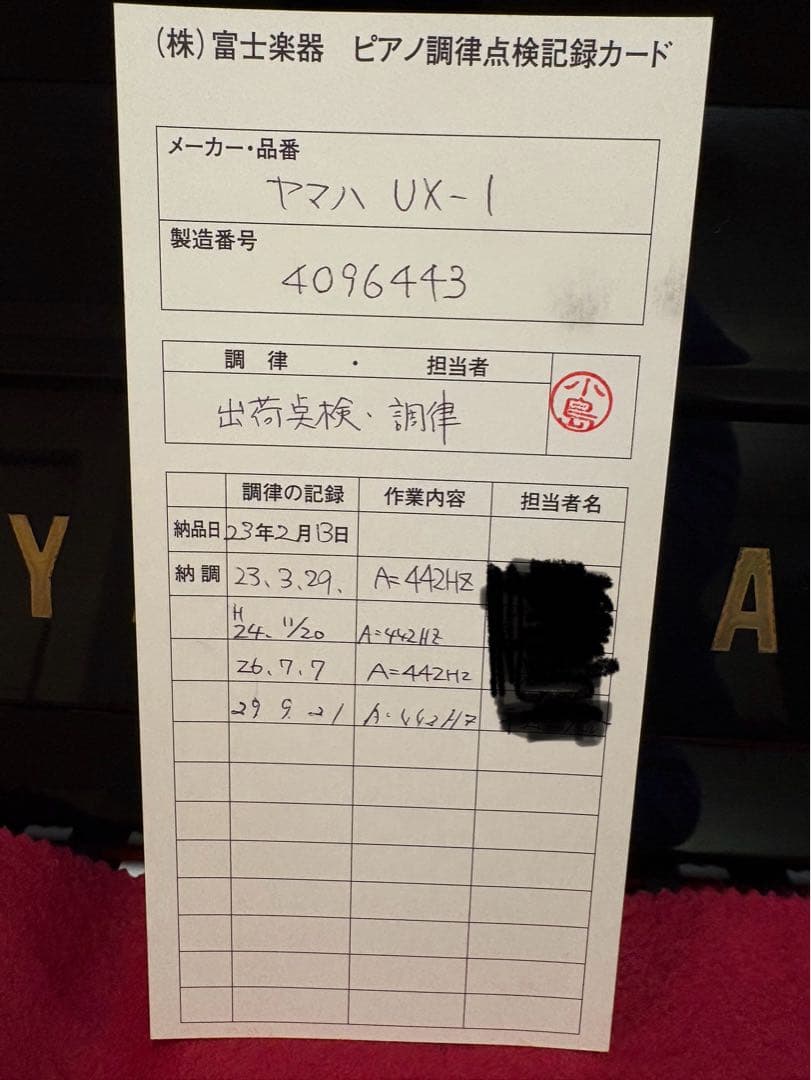 (株)富士楽器 ピアノ調律点検記録カード
メーカー・品番
ヤマハ UX-1
製造番号
4096443
調 律 ・ 担当者
出荷点検、調律
小島
調律の記録 作業内容 担当者名
納品日 23年2月13日
納調 23.3.29. A=442HZ
H
24. 11/20 A=442HZ
26.7.7 A=442HZ
29 9.21 A=442HZ
Y A